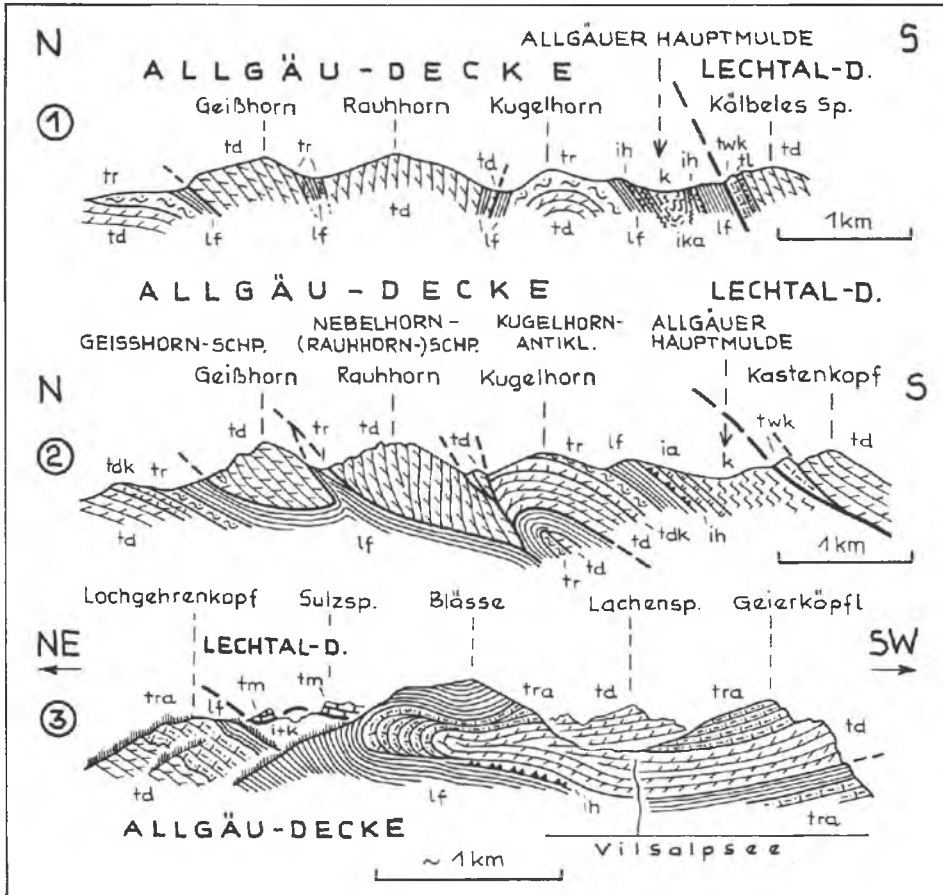 N ALLGÄUER HAUPTMULDE S
ALLGÄU-DECKE LECHTAL-D.
① Geißhorn Rauhhorn Kugelhorn Kälbeles Sp.
td tr td tr ih k ih twk tl td
tr
td lf lf td lf td lf ika lf
1km
ALLGÄU-DECKE LECHTAL-D.
GEISSHORN-SCHP. NEBELHORN- KUGELHORN- ALLGÄUER
(RAUHHORN-)SCHP. ANTIKL. HAUPTMULDE
N Geißhorn Rauhhorn Kugelhorn Kastenkopf S
② td tr td td tr lf ia k twk td
tdk tr
td lf tr td td tdk ih
1km
Lochgehrenkopf Sulzsp. Blässe Lachensp. Geierköpfl
NE LECHTAL-D. SW
③ tra lf tm tm tra td tra td
itk
td lf ih tra
ALLGÄU-DECKE
~ 1km
Vilsalpsee